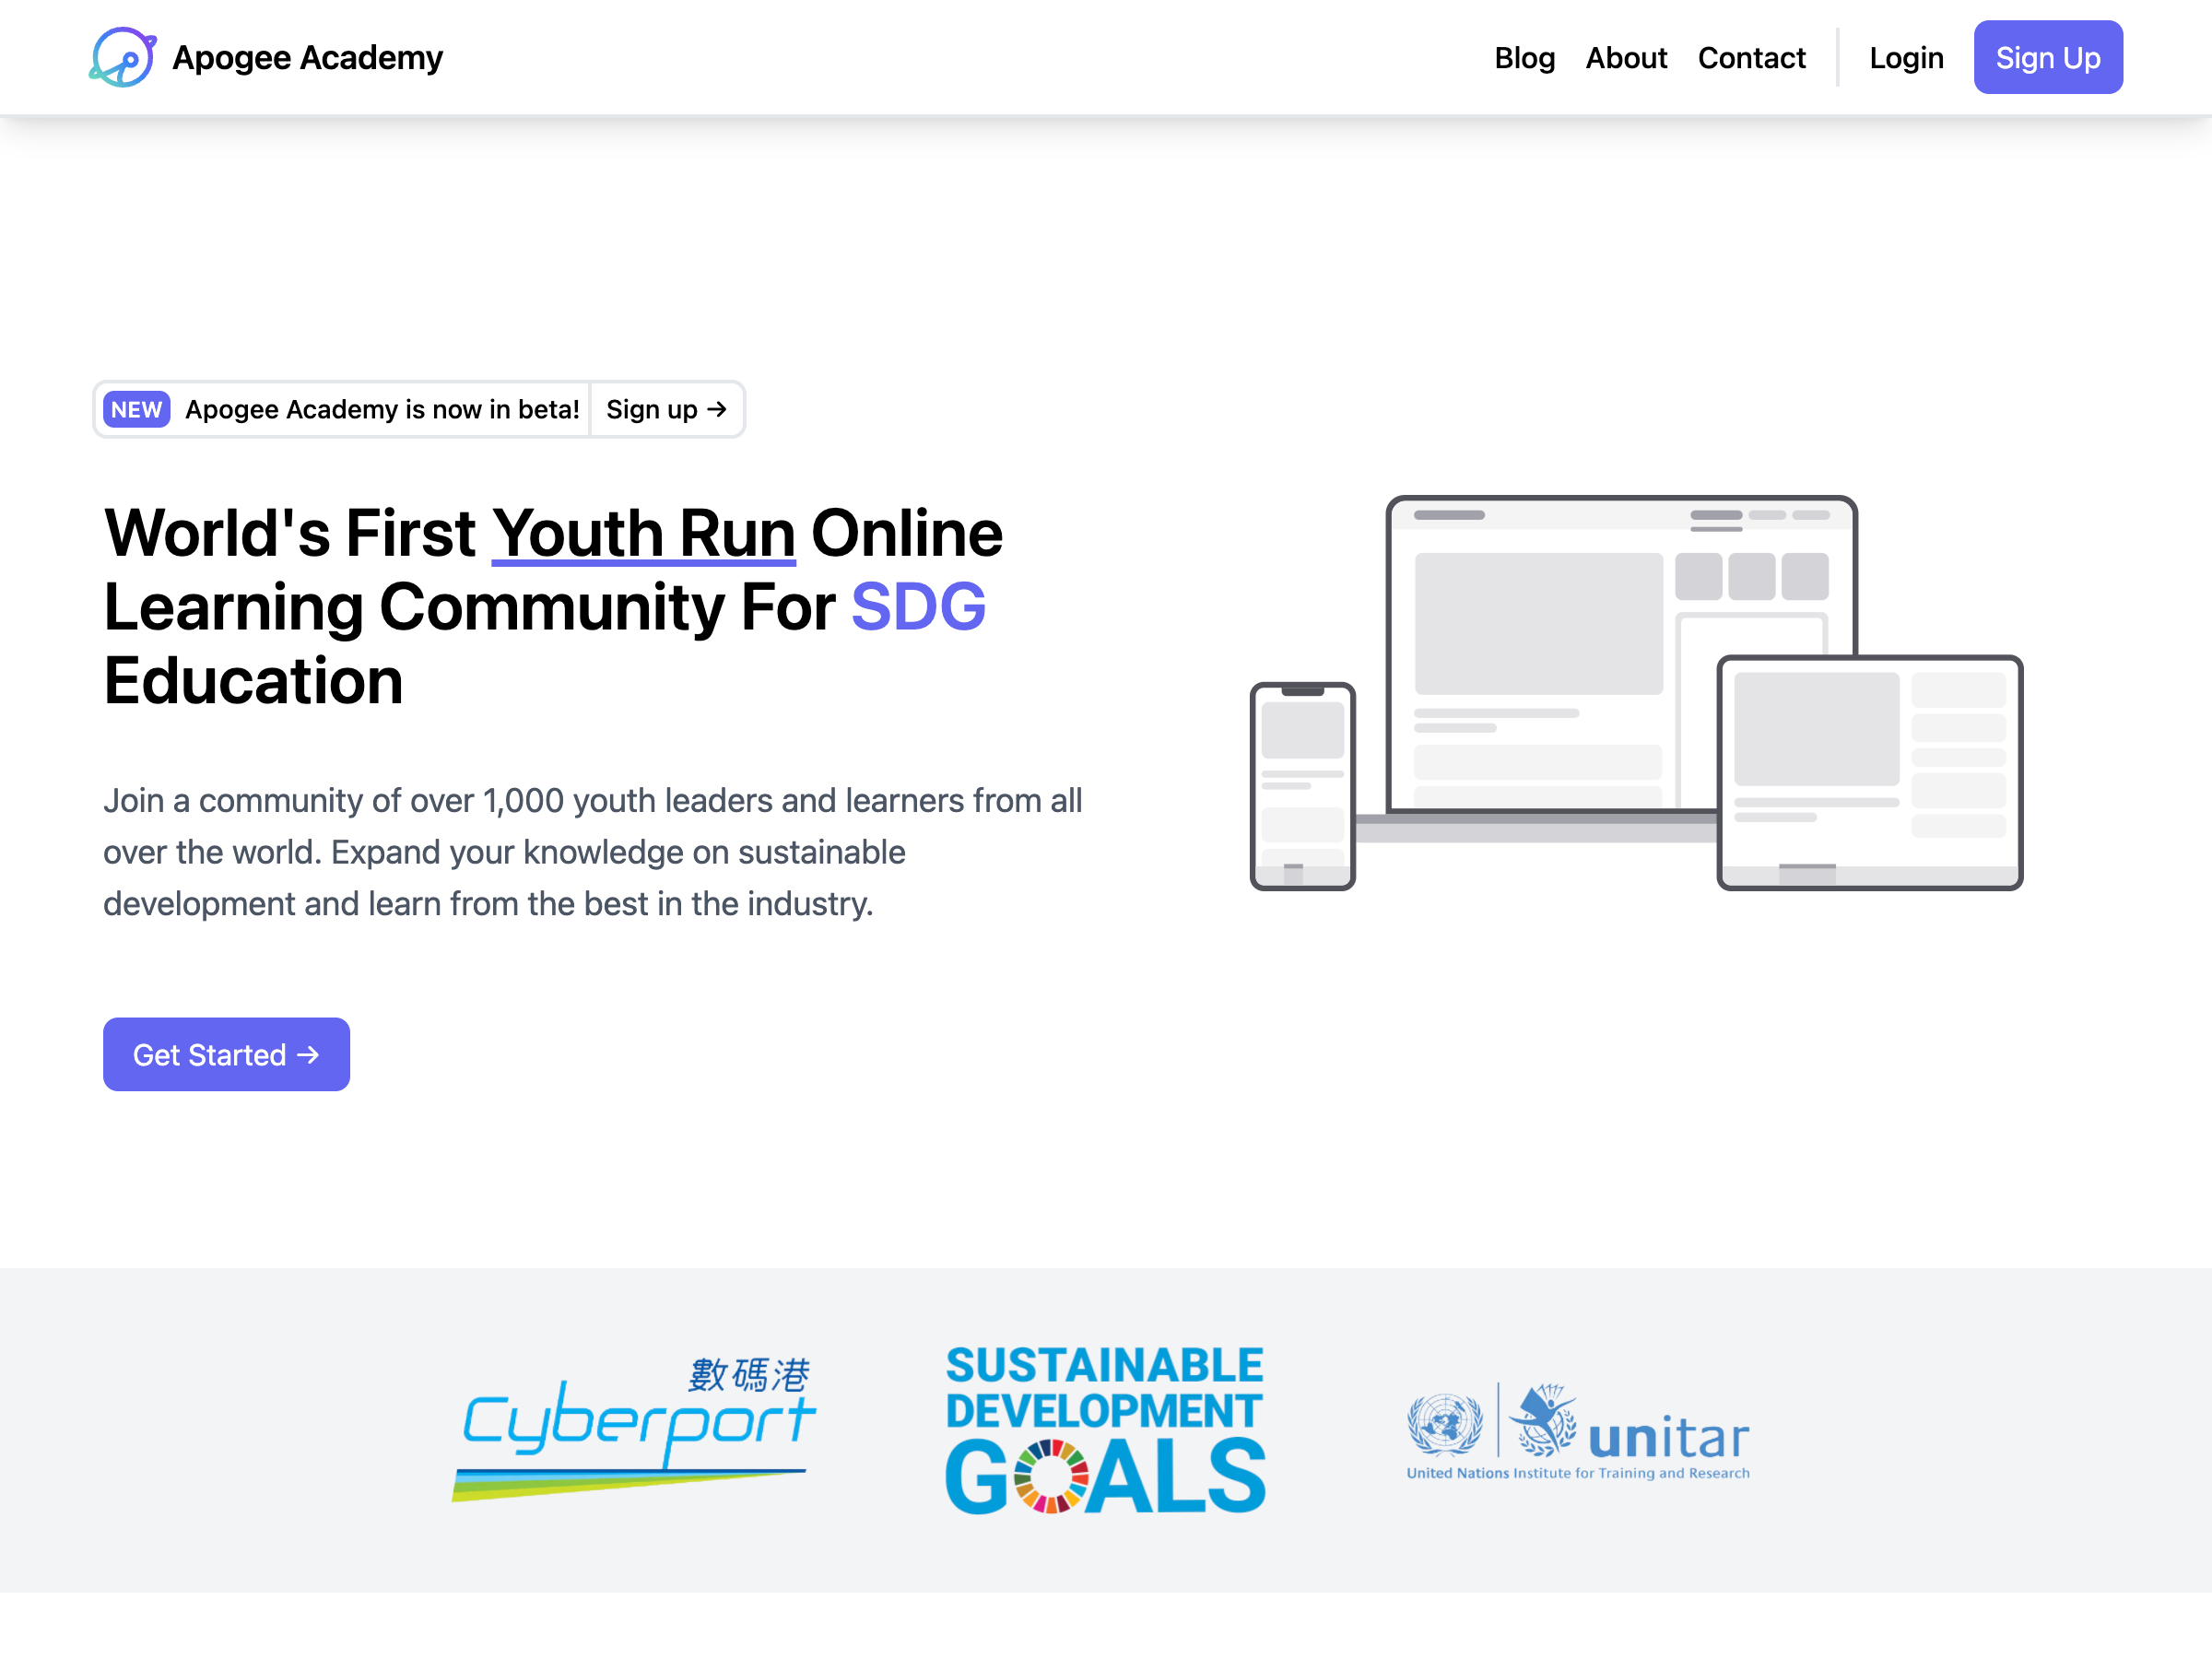 Apogee Academy
Blog About Contact Login Sign Up
NEW Apogee Academy is now in beta! Sign up →
World's First Youth Run Online
Learning Community For SDG
Education
Join a community of over 1,000 youth leaders and learners from all
over the world. Expand your knowledge on sustainable
development and learn from the best in the industry.
Get Started →
數碼港
cyberport
SUSTAINABLE
DEVELOPMENT
GOALS
unitar
United Nations Institute for Training and Research